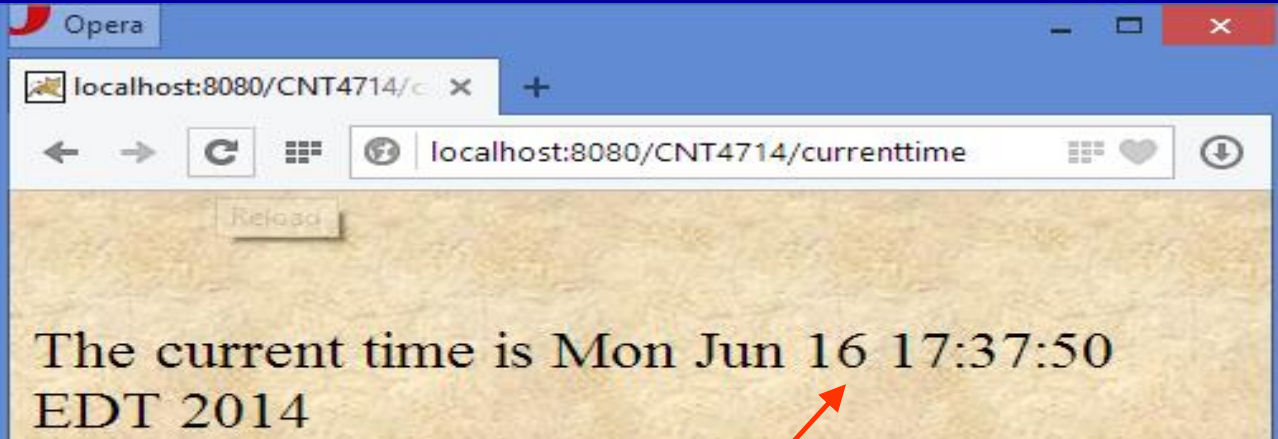 Opera
localhost:8080/CNT4714/c
localhost:8080/CNT4714/currenttime
Reload
The current time is Mon Jun 16 17:37:50
EDT 2014